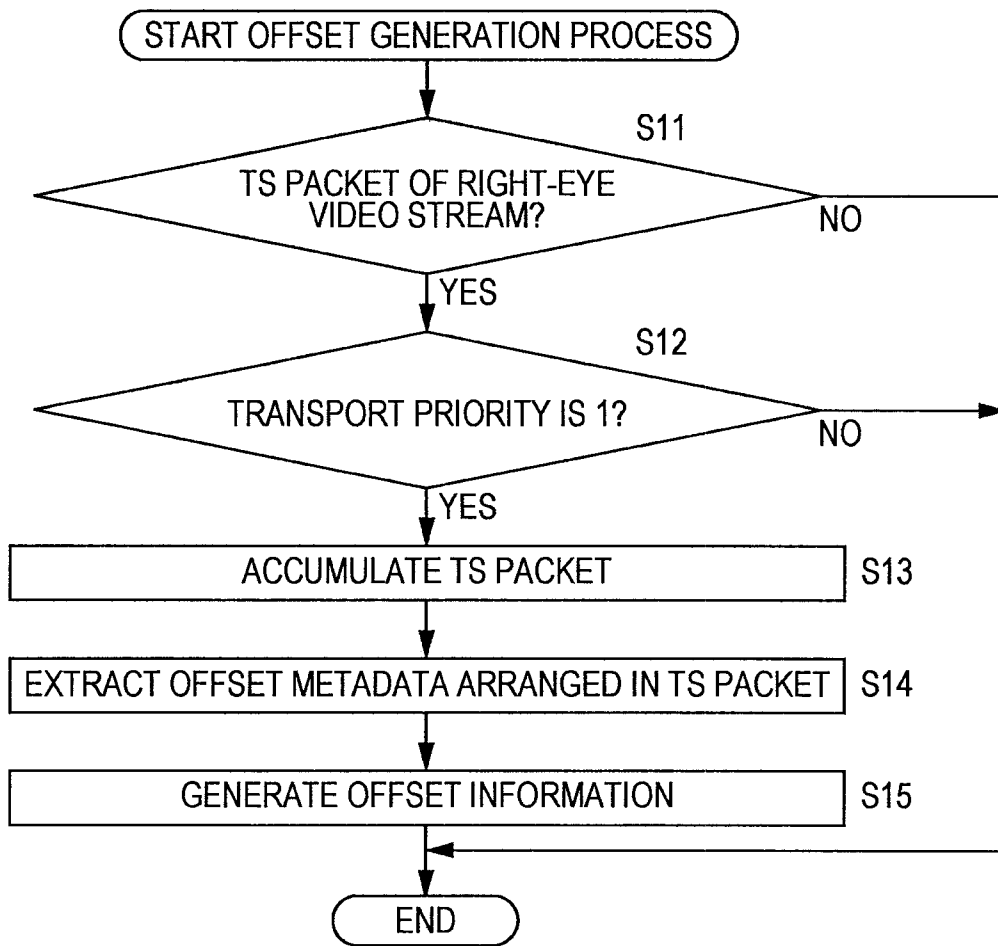 START OFFSET GENERATION PROCESS
S11
TS PACKET OF RIGHT-EYE
VIDEO STREAM?
NO
YES
S12
TRANSPORT PRIORITY IS 1?
NO
YES
ACCUMULATE TS PACKET
S13
EXTRACT OFFSET METADATA ARRANGED IN TS PACKET
S14
GENERATE OFFSET INFORMATION
S15
END